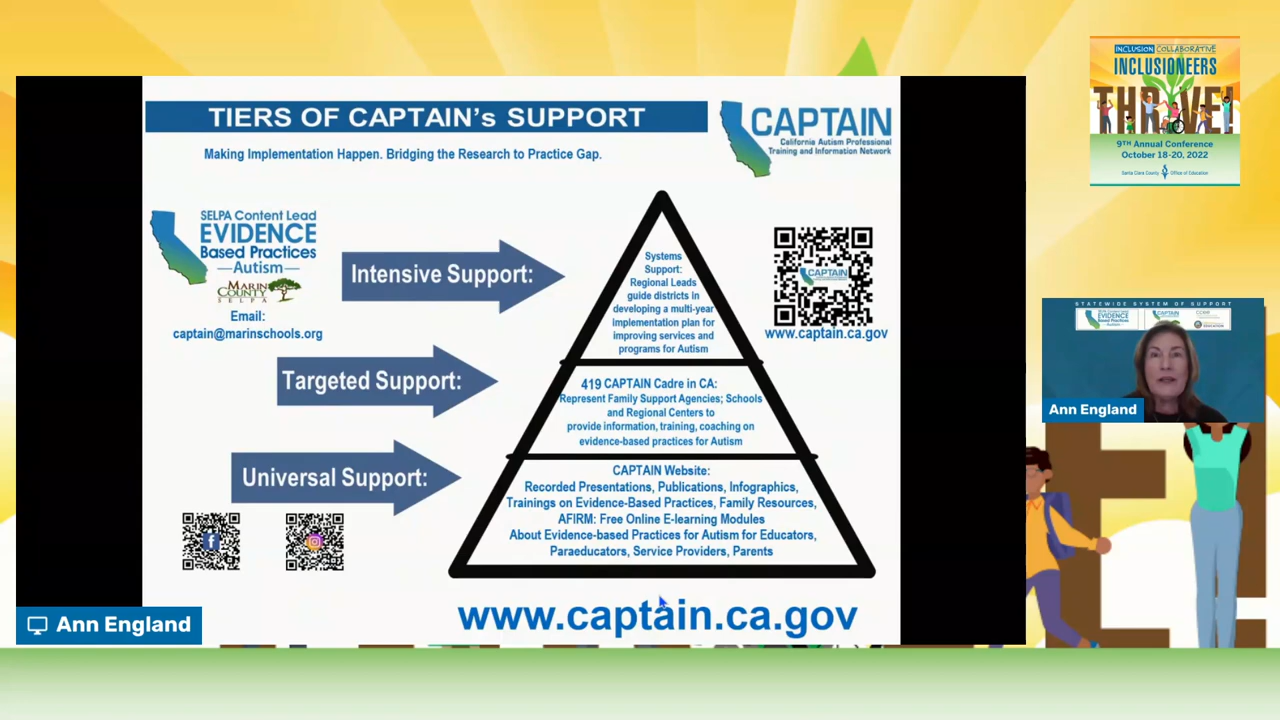 TIERS OF CAPTAIN's SUPPORT
Making Implementation Happen. Bridging the Research to Practice Gap.
CAPTAIN
California Autism Professional
Training and Information Network
SELPA Content Lead
EVIDENCE
Based Practices
—Autism—
MARIN
COUNTY
SELPA
Email:
captain@marinschools.org
Intensive Support:
Targeted Support:
Universal Support:
Systems
Support:
Regional Leads
guide districts in
developing a multi-year
implementation plan for
improving services and
programs for Autism
419 CAPTAIN Cadre in CA:
Represent Family Support Agencies; Schools
and Regional Centers to
provide information, training, coaching on
evidence-based practices for Autism
CAPTAIN Website:
Recorded Presentations, Publications, Infographics,
Trainings on Evidence-Based Practices, Family Resources,
AFIRM: Free Online E-learning Modules
About Evidence-based Practices for Autism for Educators,
Paraeducators, Service Providers, Parents
CAPTAIN
www.captain.ca.gov
www.captain.ca.gov
Ann England
INCLUSION COLLABORATIVE
INCLUSIONEERS
THRIVE!
9TH Annual Conference
October 18-20, 2022
Santa Clara County Office of Education
STATEWIDE SYSTEM OF SUPPORT
EVIDENCE
Based Practices
CAPTAIN
Ann England
E!